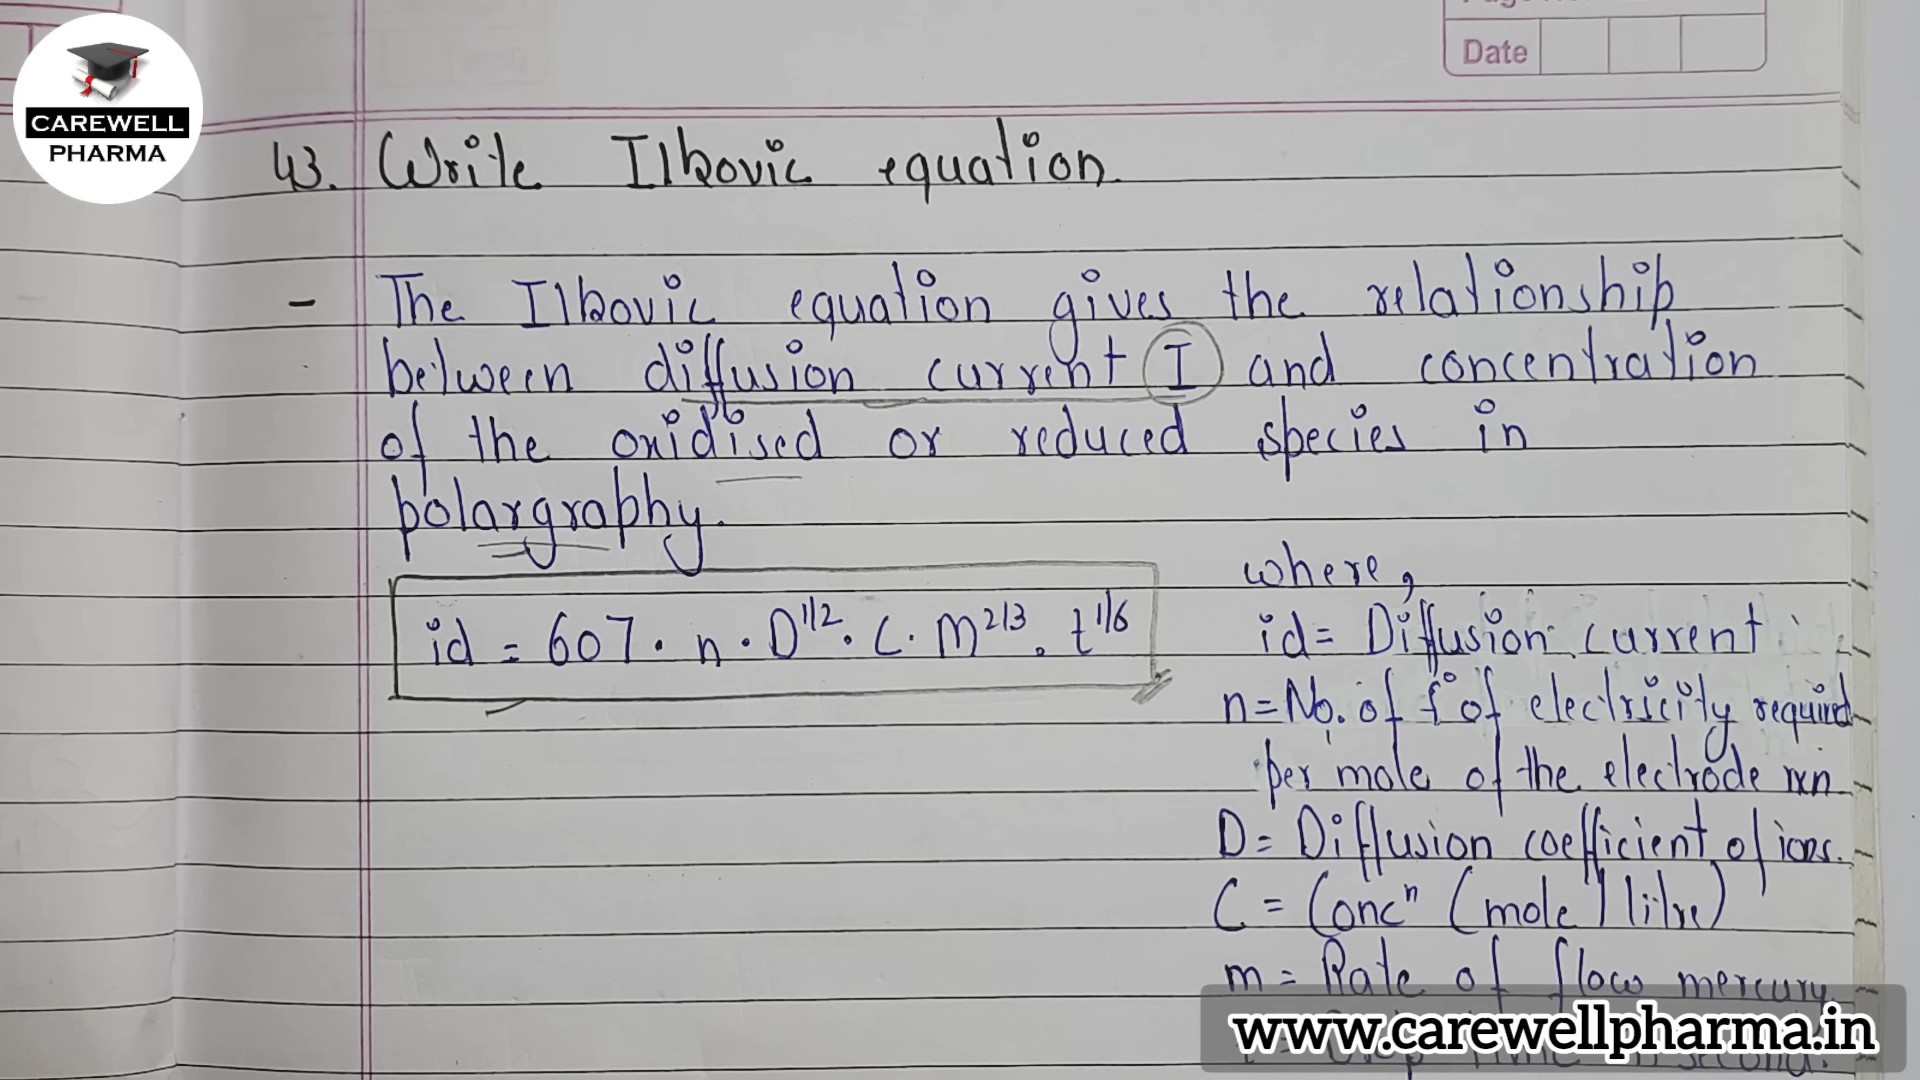 Date
CAREWELL
PHARMA
43. Write Ilkovic equation.
- The Ilkovic equation gives the relationship
between diffusion current I and concentration
of the oxidised or reduced species in
polargraphy.
id = 607 . n . D^1/2 . C . m^2/3 . t^1/6
where,
id = Diffusion current
n = No. of f of electricity required
per mole of the electrode rxn
D = Diffusion coefficient of ions.
C = Concⁿ (mole / litre)
m = Rate of flow mercury.
www.carewellpharma.in